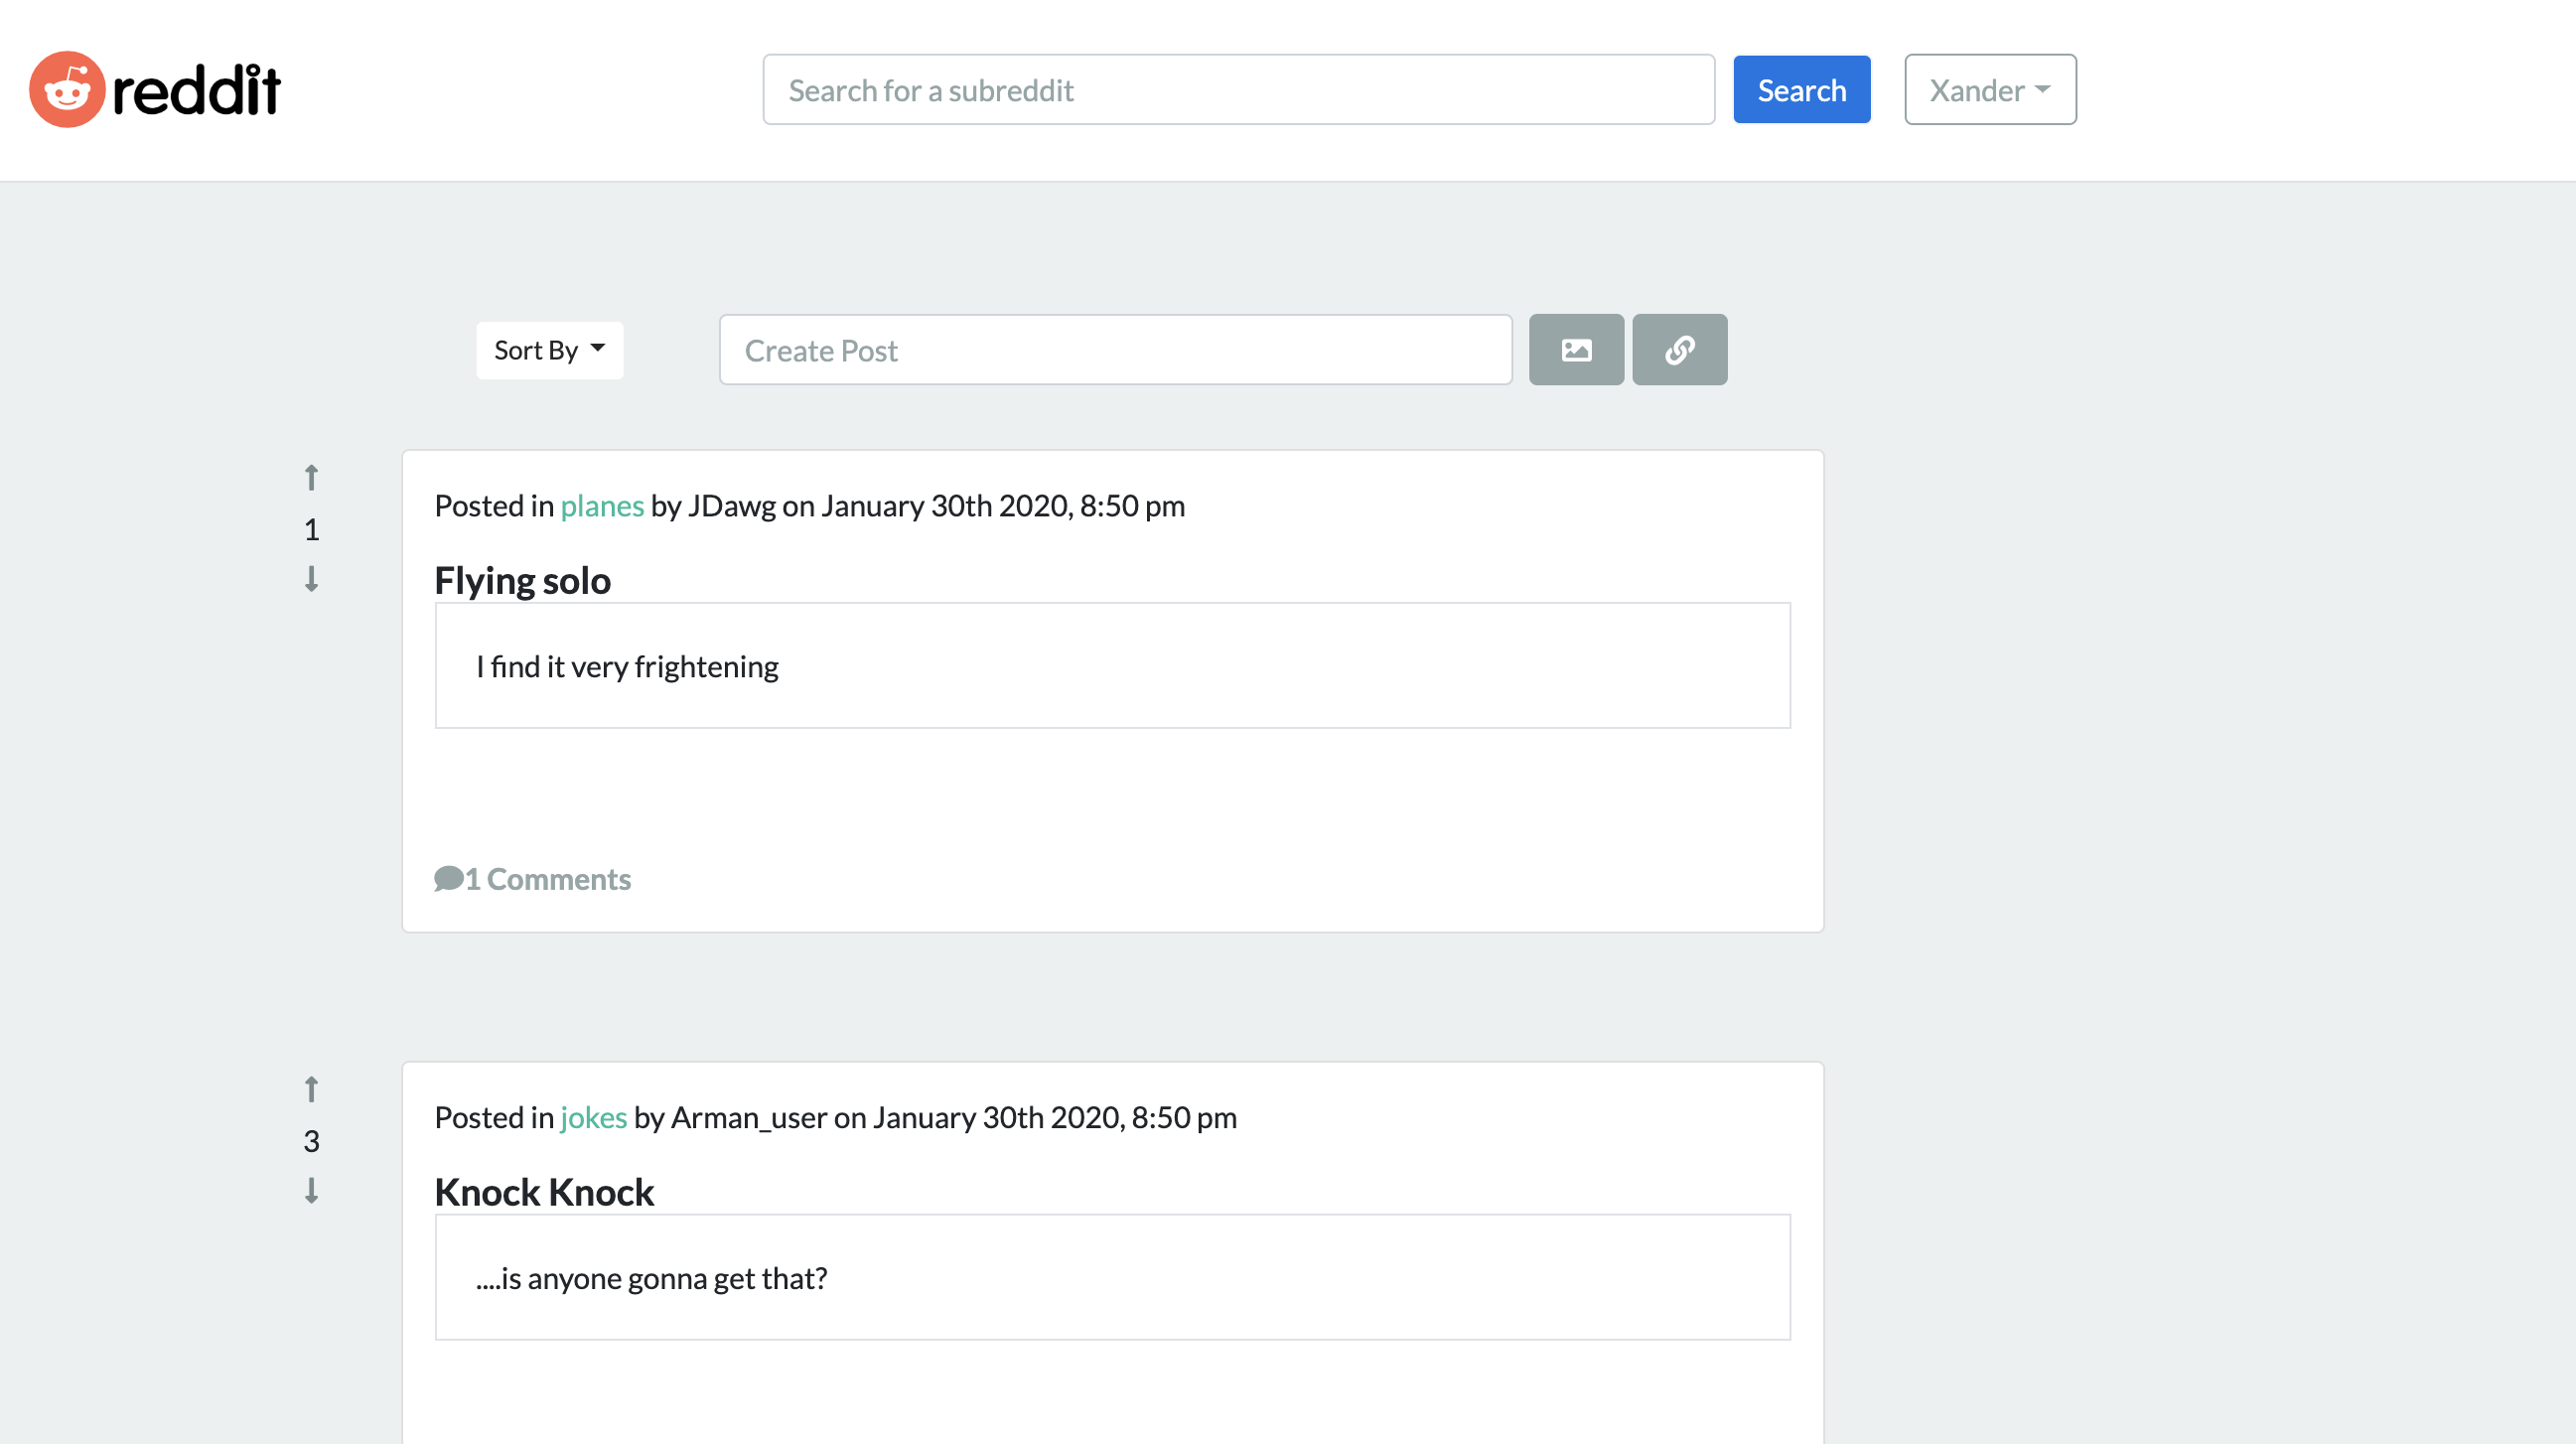 reddit
Search for a subreddit
Search
Xander
Sort By
Create Post
1
Posted in planes by JDawg on January 30th 2020, 8:50 pm
Flying solo
I find it very frightening
1 Comments
3
Posted in jokes by Arman_user on January 30th 2020, 8:50 pm
Knock Knock
....is anyone gonna get that?